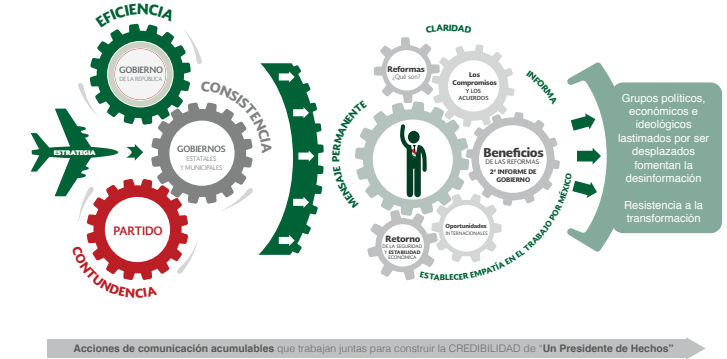 EFICIENCIA
GOBIERNO
DE LA REPÚBLICA
CONSISTENCIA
ESTRATEGIA
GOBIERNOS
ESTATALES
Y MUNICIPALES
PARTIDO
CONTUNDENCIA
MENSAJE PERMANENTE
CLARIDAD
Reformas
¿Qué son?
Los
Compromisos
Y LOS
ACUERDOS
INFORMA
Beneficios
DE LAS REFORMAS
2º INFORME DE
GOBIERNO
Oportunidades
INTERNACIONALES
Retorno
DE LA SEGURIDAD
Y ESTABILIDAD
ECONÓMICA
ESTABLECER EMPATÍA EN EL TRABAJO POR MÉXICO
Grupos políticos,
económicos e
ideológicos
lastimados por ser
desplazados
fomentan la
desinformación
Resistencia a la
transformación
Acciones de comunicación acumulables que trabajan juntas para construir la CREDIBILIDAD de "Un Presidente de Hechos"